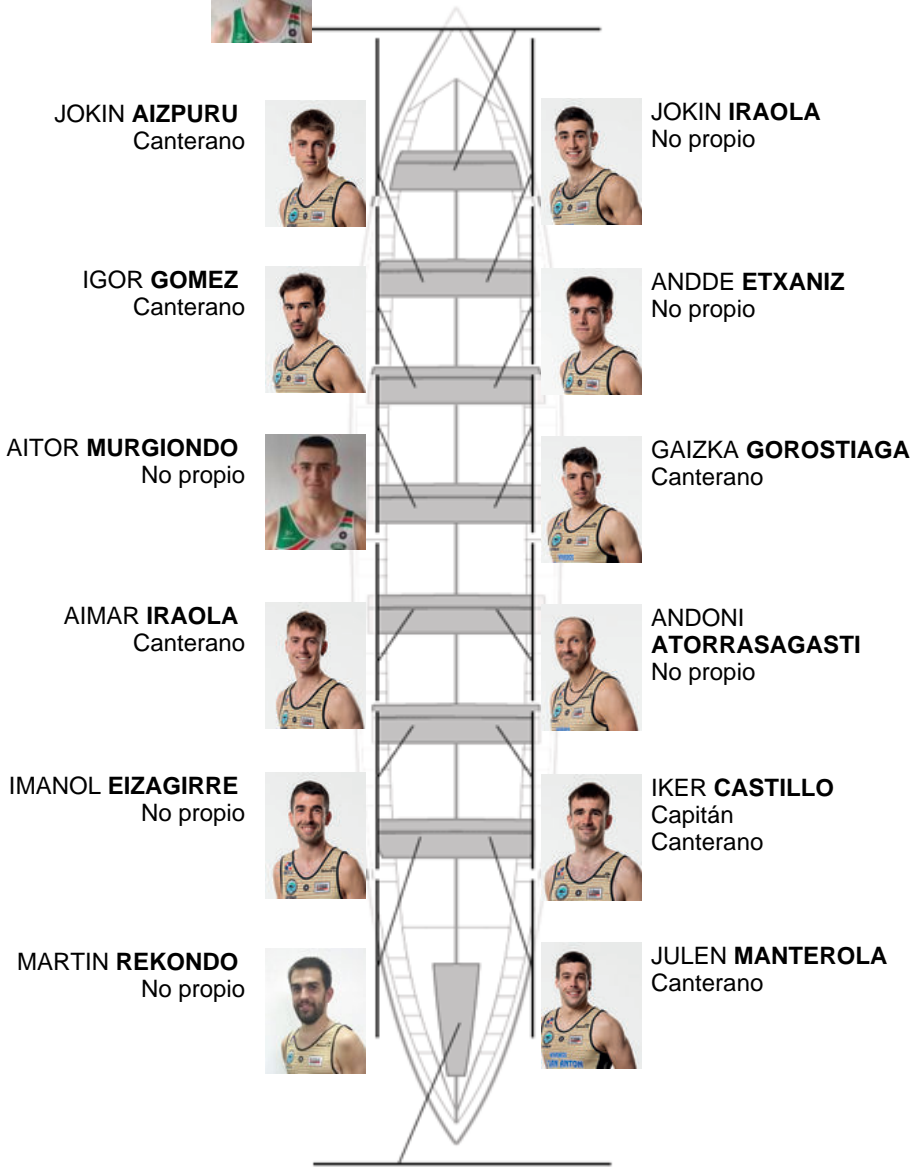 JOKIN AIZPURU
Canterano
JOKIN IRAOLA
No propio
IGOR GOMEZ
Canterano
ANDDE ETXANIZ
No propio
AITOR MURGIONDO
No propio
GAIZKA GOROSTIAGA
Canterano
AIMAR IRAOLA
Canterano
ANDONI
ATORRASAGASTI
No propio
IMANOL EIZAGIRRE
No propio
IKER CASTILLO
Capitán
Canterano
MARTIN REKONDO
No propio
JULEN MANTEROLA
Canterano